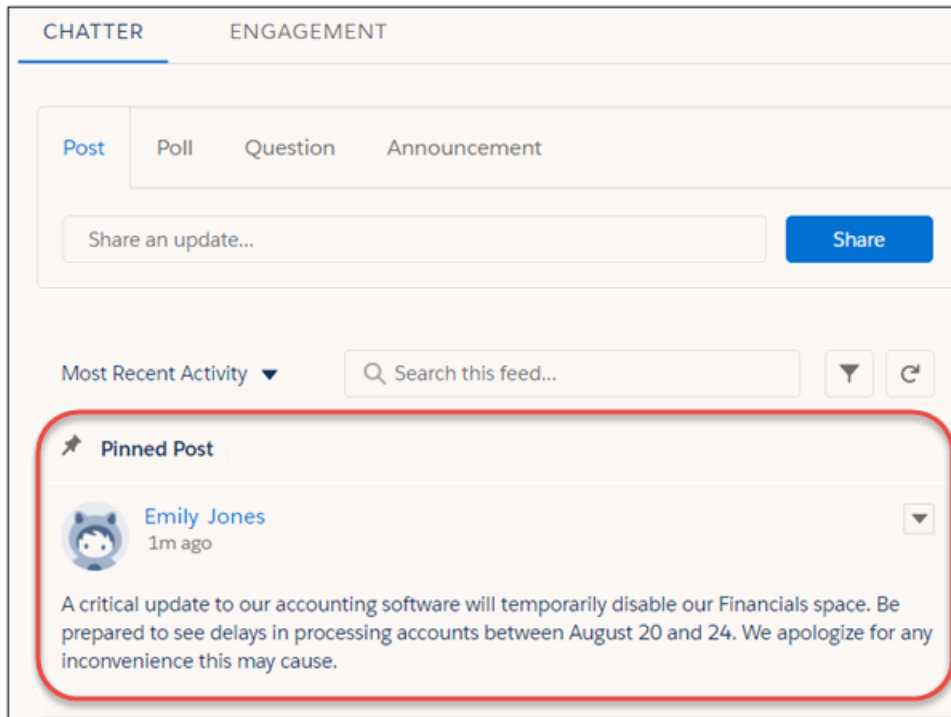 CHATTER ENGAGEMENT
Post Poll Question Announcement
Share an update... Share
Most Recent Activity Search this feed...
Pinned Post
Emily Jones
1m ago
A critical update to our accounting software will temporarily disable our Financials space. Be
prepared to see delays in processing accounts between August 20 and 24. We apologize for any
inconvenience this may cause.